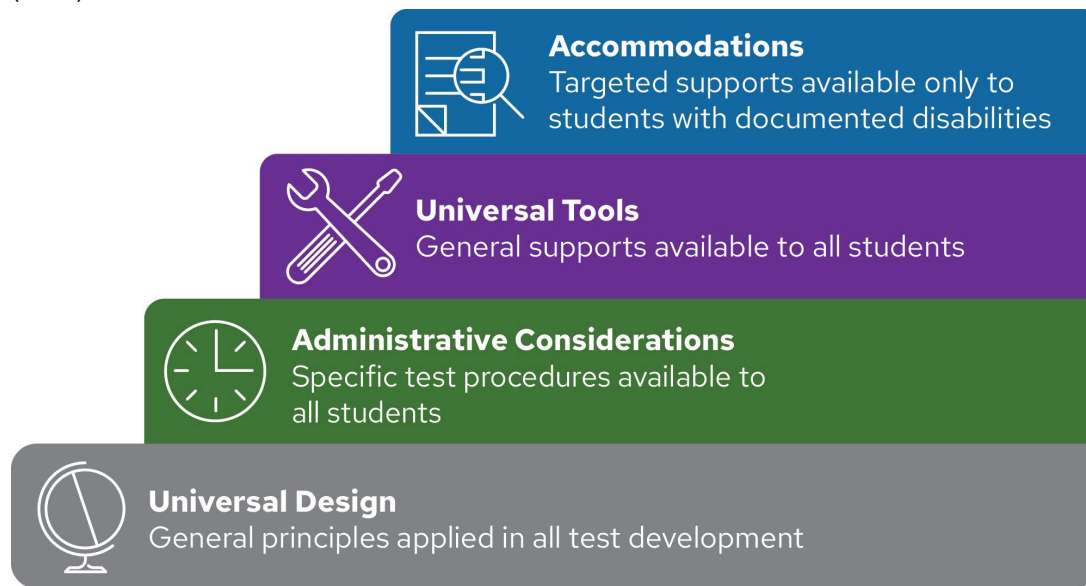 Accommodations
Targeted supports available only to
students with documented disabilities
Universal Tools
General supports available to all students
Administrative Considerations
Specific test procedures available to
all students
Universal Design
General principles applied in all test development